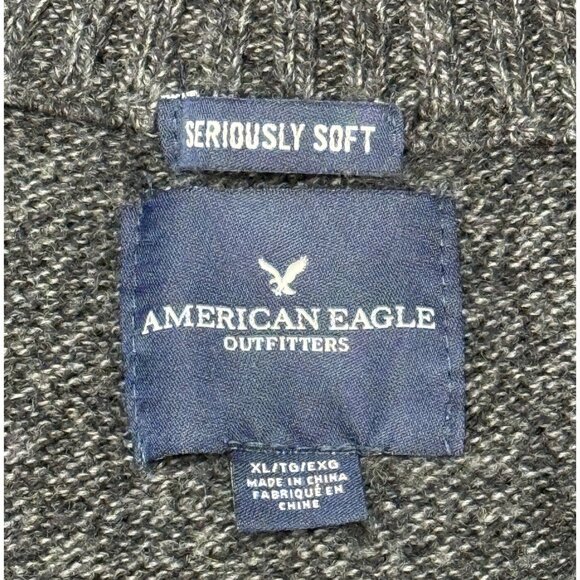 SERIOUSLY SOFT
AMERICAN EAGLE
OUTFITTERS
XL/TG/EXG
MADE IN CHINA
FABRIQUÉ EN
CHINE